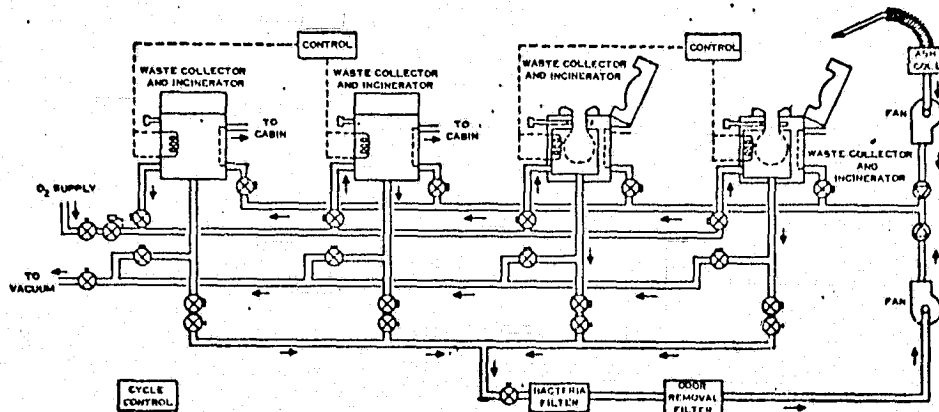 CONTROL
CONTROL
WASTE COLLECTOR
AND INCINERATOR
WASTE COLLECTOR
AND INCINERATOR
WASTE COLLECTOR
AND INCINERATOR
ASH
FAN
TO
CABIN
TO
CABIN
WASTE COLLECTOR
AND
INCINERATOR
O2 SUPPLY
TO
VACUUM
FAN
CYCLE
CONTROL
BACTERIA
FILTER
ODOR
REMOVAL
FILTER